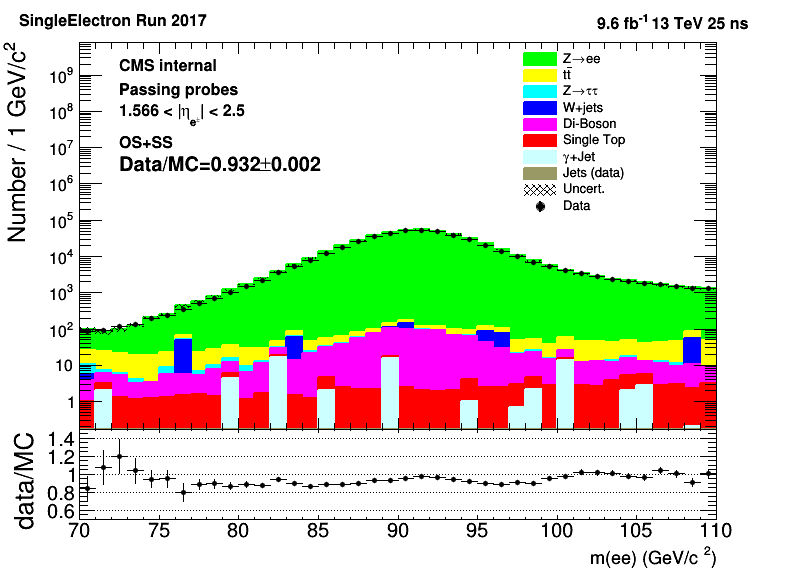 SingleElectron Run 2017
9.6 fb⁻¹ 13 TeV 25 ns
Number / 1 GeV/c²
10⁹
10⁸
10⁷
10⁶
10⁵
10⁴
10³
10²
10
1
CMS internal
Passing probes
1.566 < |η_e±| < 2.5
OS+SS
Data/MC=0.932±0.002
Z→ee
tt̄
Z→ττ
W+jets
Di-Boson
Single Top
γ+Jet
Jets (data)
Uncert.
Data
data/MC
1.4
1.2
1
0.8
0.6
70 75 80 85 90 95 100 105 110
m(ee) (GeV/c ²)